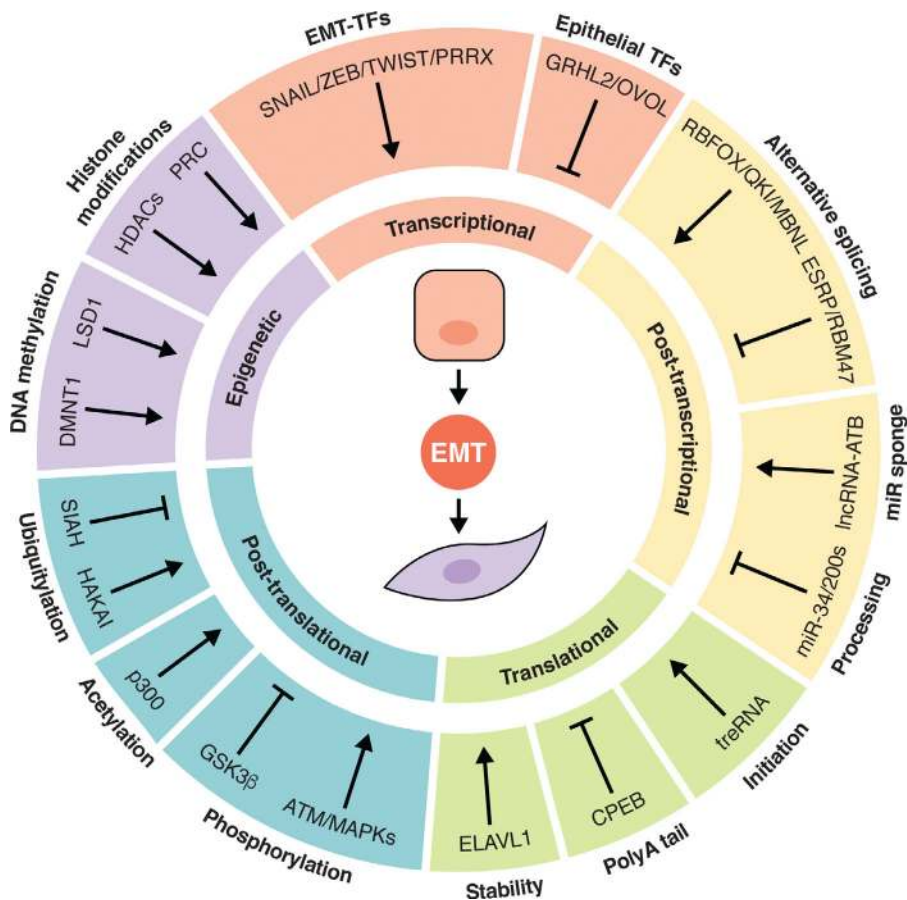 EMT-TFs
SNAIL/ZEB/TWIST/PRRX
Epithelial TFs
GRHL2/OVOL
Alternative splicing
RBFOX/QKI/MBNL
ESRP/RBM47
miR sponge
lncRNA-ATB
Processing
miR-34/200s
Initiation
treRNA
PolyA tail
CPEB
Stability
ELAVL1
Phosphorylation
ATM/MAPKs
GSK3β
Acetylation
p300
Ubiquitylation
HAKAI
SIAH
DNA methylation
DMNT1
LSD1
Histone
modifications
HDACs
PRC
Transcriptional
Post-transcriptional
Translational
Post-translational
Epigenetic
EMT